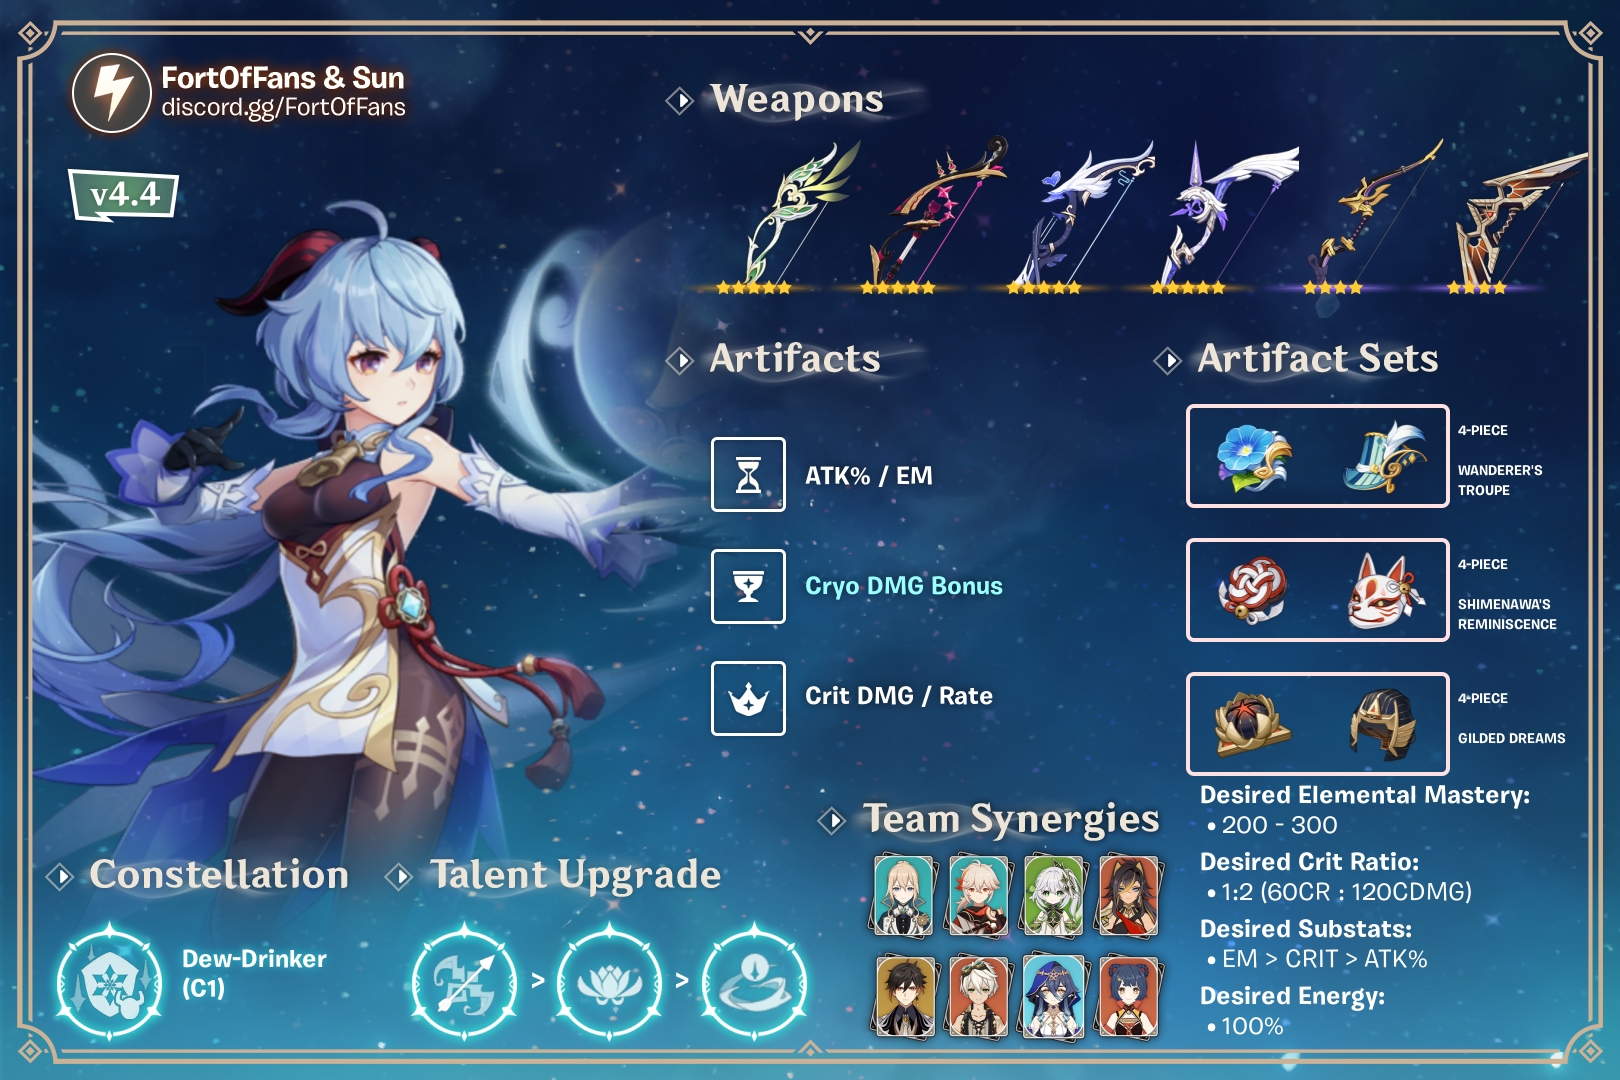 FortOfFans & Sun
discord.gg/FortOfFans
v4.4
Weapons
Artifacts
ATK% / EM
Cryo DMG Bonus
Crit DMG / Rate
Artifact Sets
4-PIECE
WANDERER'S
TROUPE
4-PIECE
SHIMENAWA'S
REMINISCENCE
4-PIECE
GILDED DREAMS
Constellation
Dew-Drinker
(C1)
Talent Upgrade
> >
Team Synergies
Desired Elemental Mastery:
• 200 - 300
Desired Crit Ratio:
• 1:2 (60CR : 120CDMG)
Desired Substats:
• EM > CRIT > ATK%
Desired Energy:
• 100%